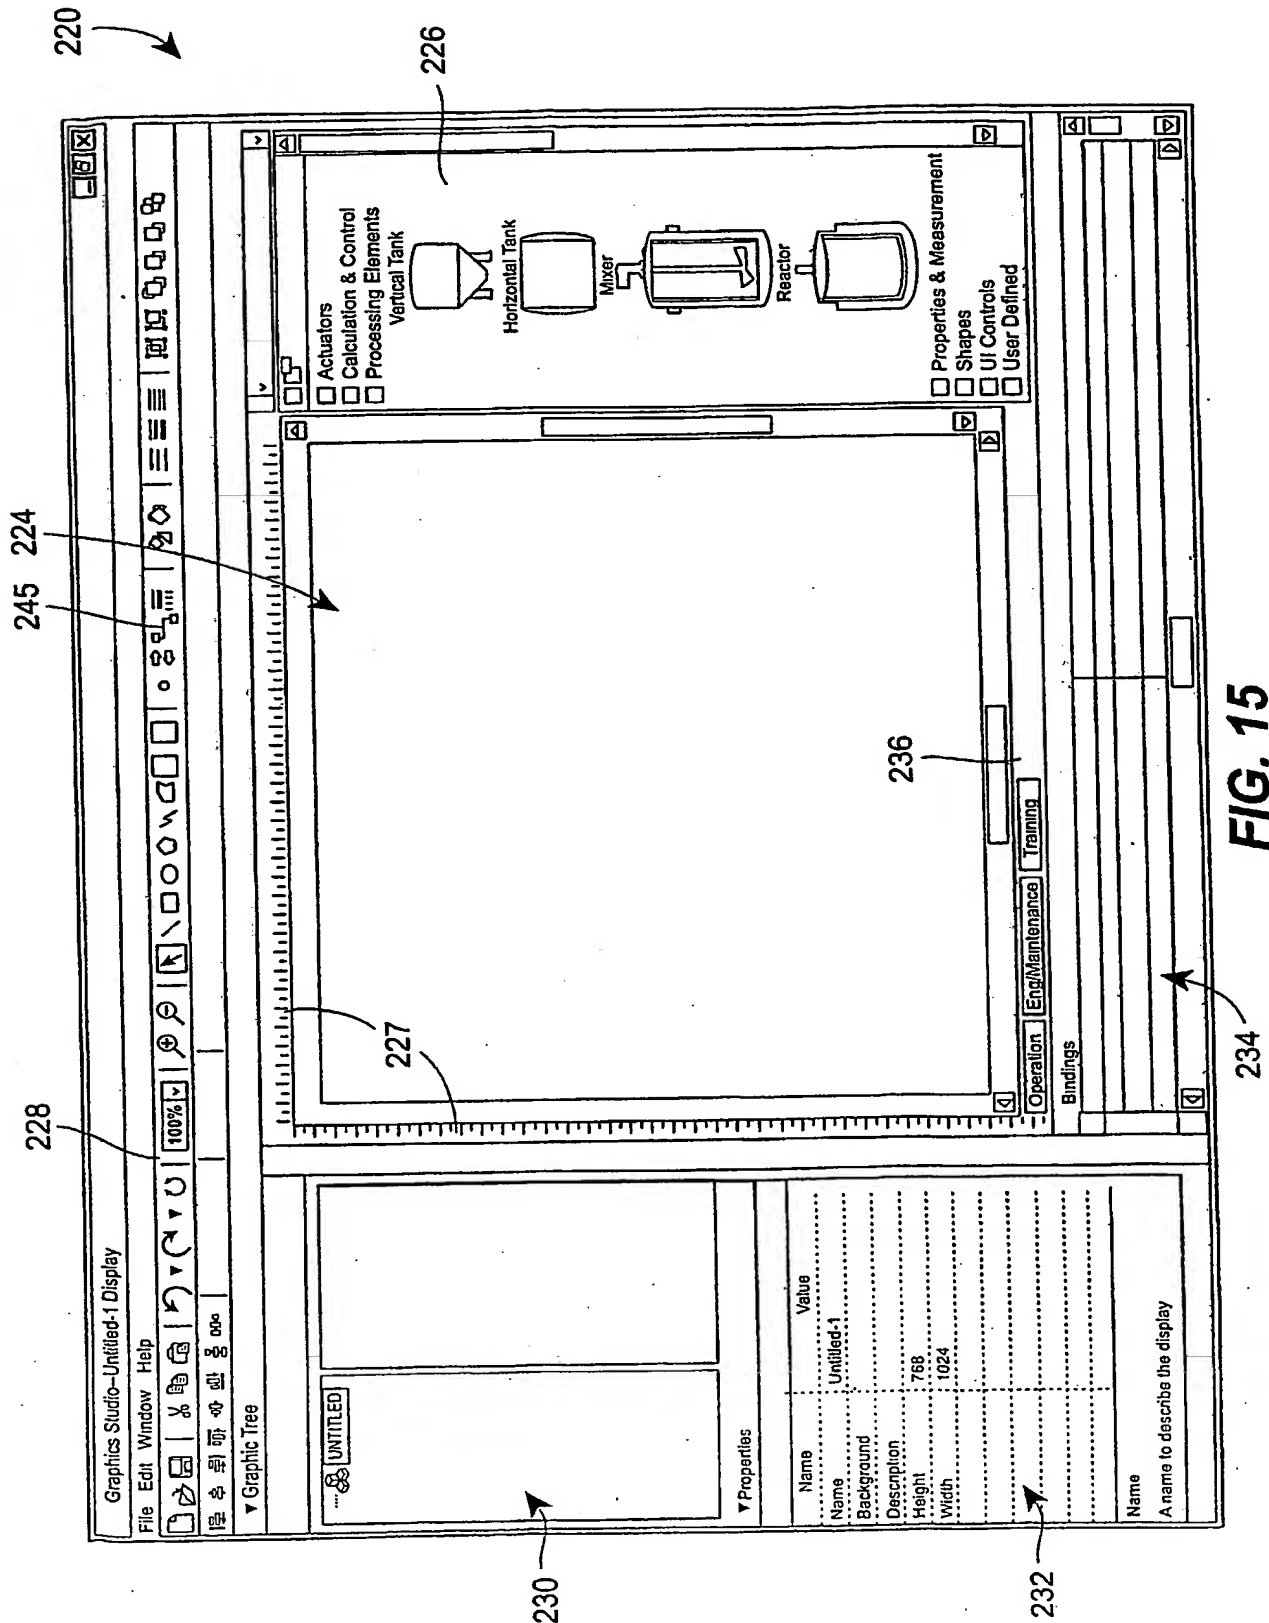 220
Graphics Studio–Untitled-1 Display
File Edit Window Help
228
100%
245
224
Graphic Tree
UNTITLED
230
Properties
Name Value
Name Untitled-1
Background
Description
Height 768
Width 1024
232
Name
A name to describe the display
227
236
Operation Eng/Maintenance Training
Bindings
234
226
Actuators
Calculation & Control
Processing Elements
Vertical Tank
Horizontal Tank
Mixer
Reactor
Properties & Measurement
Shapes
UI Controls
User Defined
FIG. 15